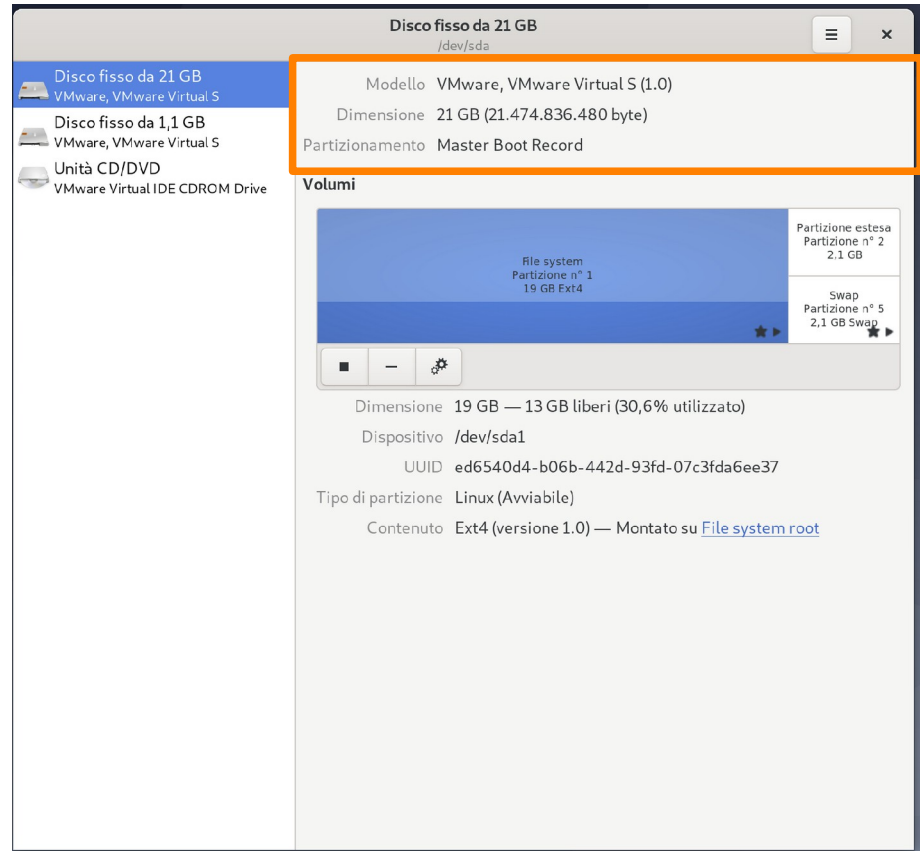 Disco fisso da 21 GB
/dev/sda
Disco fisso da 21 GB
VMware, VMware Virtual S
Disco fisso da 1,1 GB
VMware, VMware Virtual S
Unità CD/DVD
VMware Virtual IDE CDROM Drive
Modello VMware, VMware Virtual S (1.0)
Dimensione 21 GB (21.474.836.480 byte)
Partizionamento Master Boot Record
Volumi
File system
Partizione n° 1
19 GB Ext4
Partizione estesa
Partizione n° 2
2,1 GB
Swap
Partizione n° 5
2,1 GB Swap
Dimensione 19 GB — 13 GB liberi (30,6% utilizzato)
Dispositivo /dev/sda1
UUID ed6540d4-b06b-442d-93fd-07c3fda6ee37
Tipo di partizione Linux (Avviabile)
Contenuto Ext4 (versione 1.0) — Montato su File system root